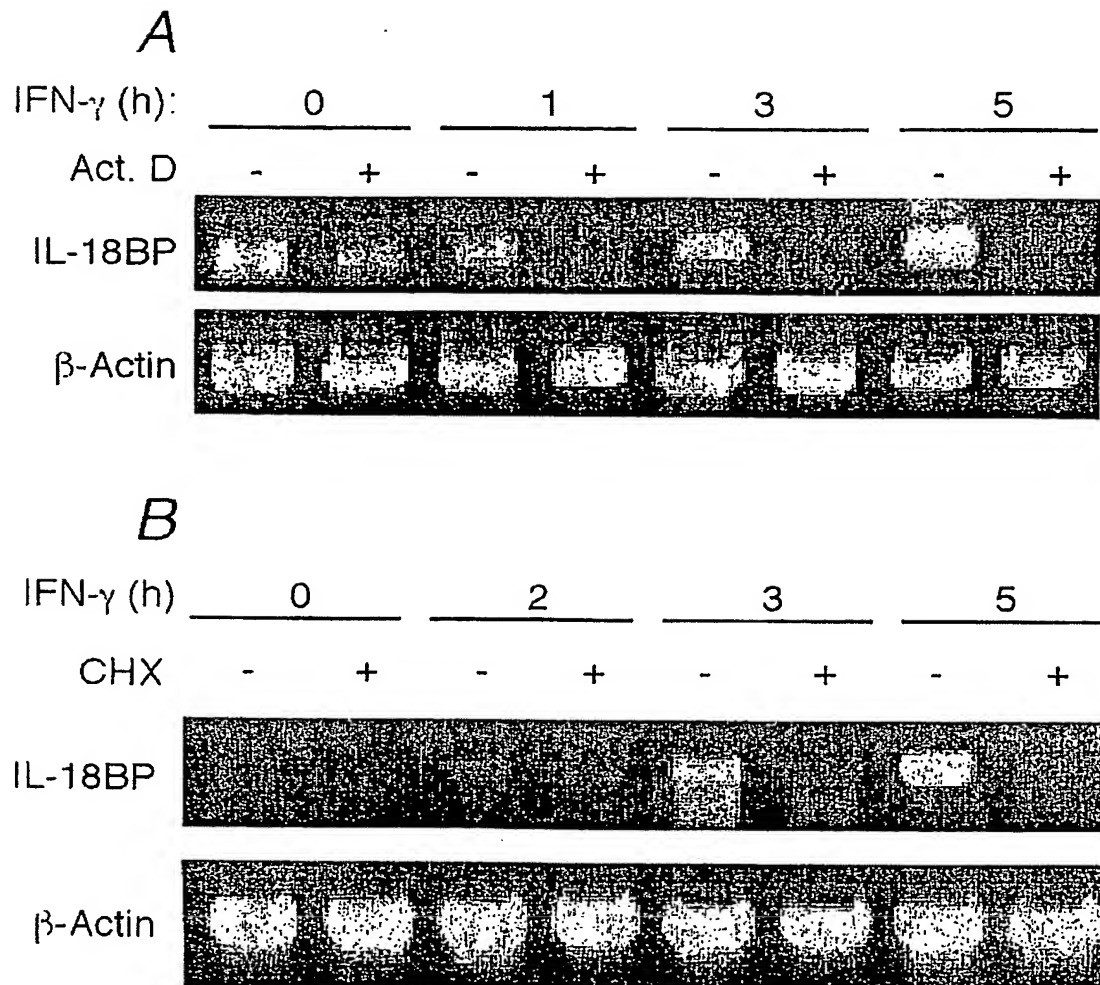 A
IFN-γ (h): 0 1 3 5
Act. D - + - + - + - +
IL-18BP
β-Actin
B
IFN-γ (h) 0 2 3 5
CHX - + - + - + - +
IL-18BP
β-Actin